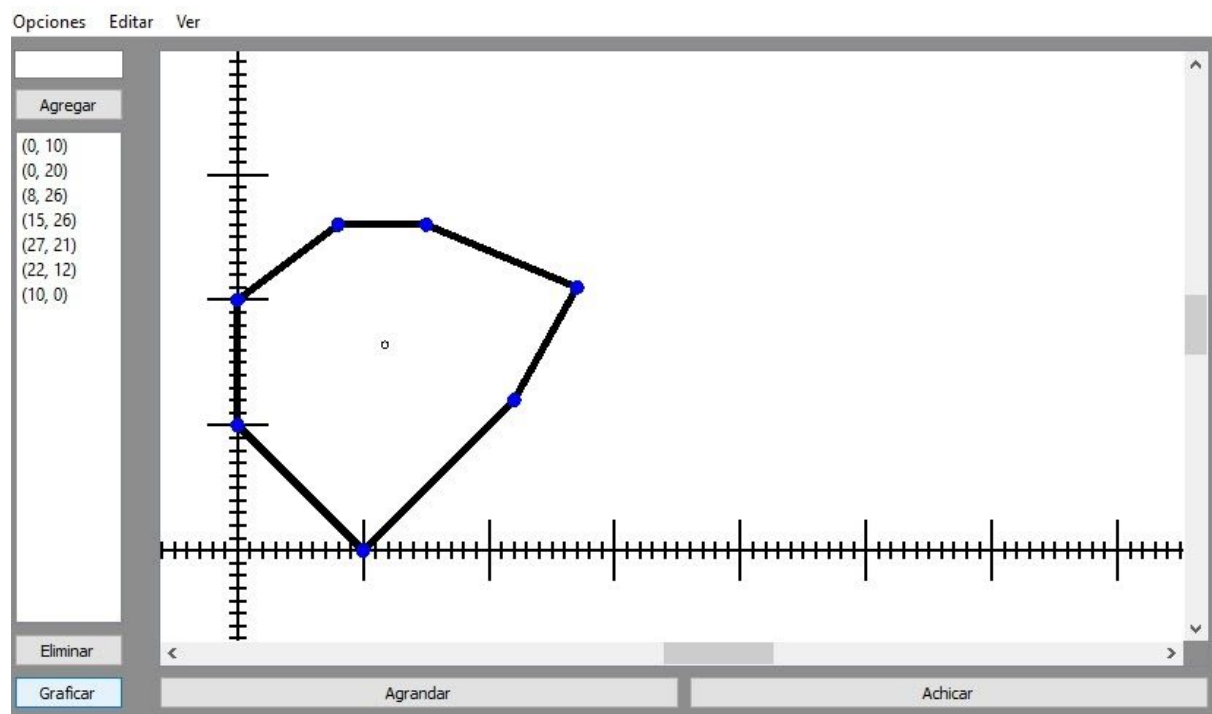 Opciones Editar Ver
Agregar
(0, 10)
(0, 20)
(8, 26)
(15, 26)
(27, 21)
(22, 12)
(10, 0)
Eliminar
Graficar Agrandar Achicar